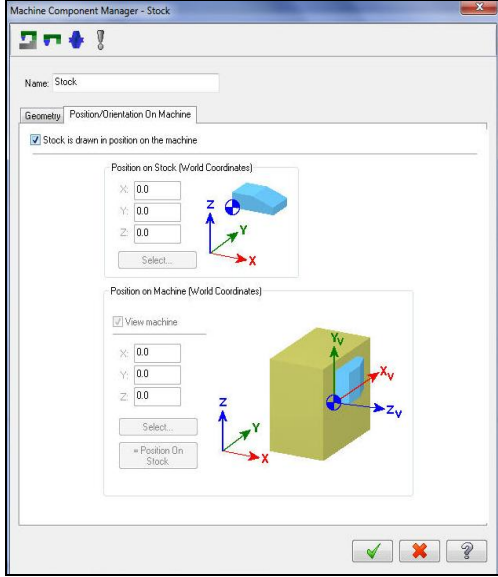 Machine Component Manager - Stock
Name: Stock
Geometry Position/Orientation On Machine
Stock is drawn in position on the machine
Position on Stock (World Coordinates)
X: 0.0
Y: 0.0
Z: 0.0
Select...
Z
Y
X
Position on Machine (World Coordinates)
View machine
X: 0.0
Y: 0.0
Z: 0.0
Select...
= Position On
Stock
Yv
Xv
Zv
Z
Y
X